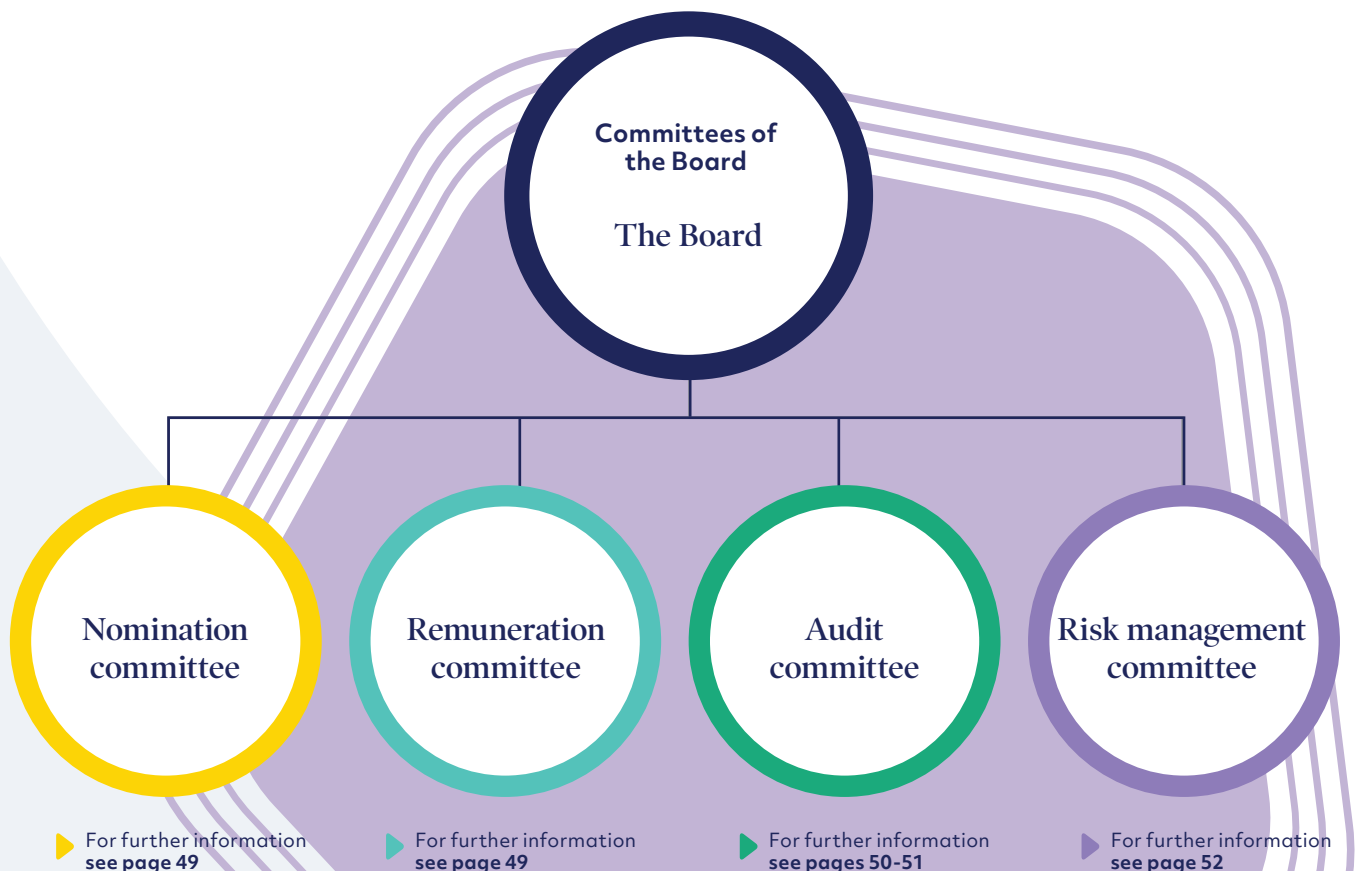 Committees of
the Board
The Board
Nomination
committee
Remuneration
committee
Audit
committee
Risk management
committee
For further information
see page 49
For further information
see page 49
For further information
see pages 50-51
For further information
see page 52